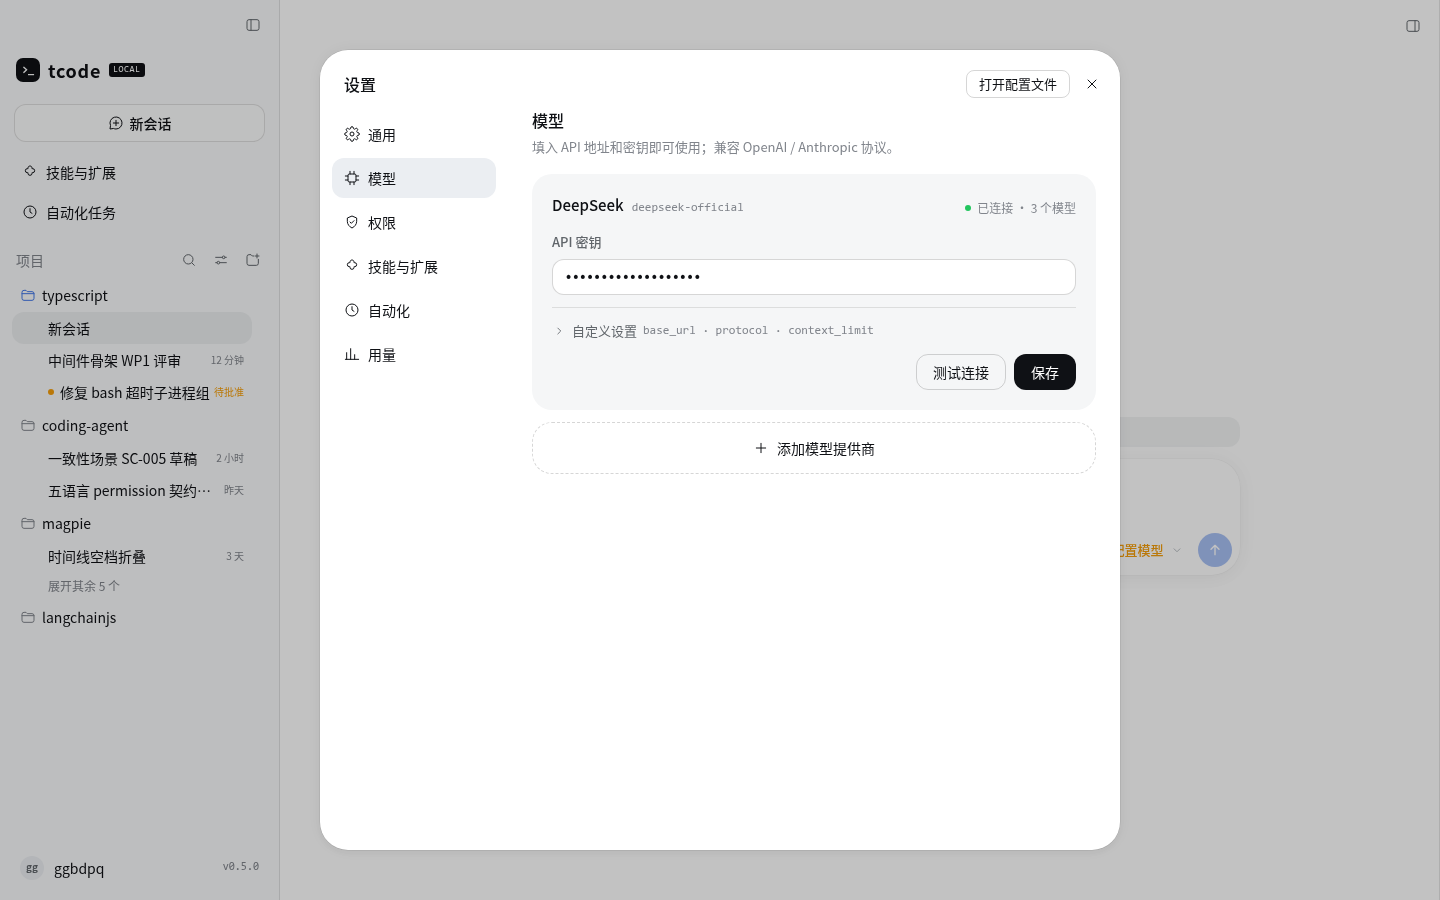 tcode LOCAL
新会话
技能与扩展
自动化任务
项目
typescript
新会话
中间件骨架 WP1 评审 12 分钟
修复 bash 超时子进程组 待批准
coding-agent
一致性场景 SC-005 草稿 2 小时
五语言 permission 契约… 昨天
magpie
时间线空档折叠 3 天
展开其余 5 个
langchainjs
gg ggbdpq v0.5.0
设置
打开配置文件
通用
模型
权限
技能与扩展
自动化
用量
模型
填入 API 地址和密钥即可使用；兼容 OpenAI / Anthropic 协议。
DeepSeek deepseek-official 已连接 · 3 个模型
API 密钥
•••••••••••••••••••
自定义设置 base_url · protocol · context_limit
测试连接 保存
添加模型提供商
置模型